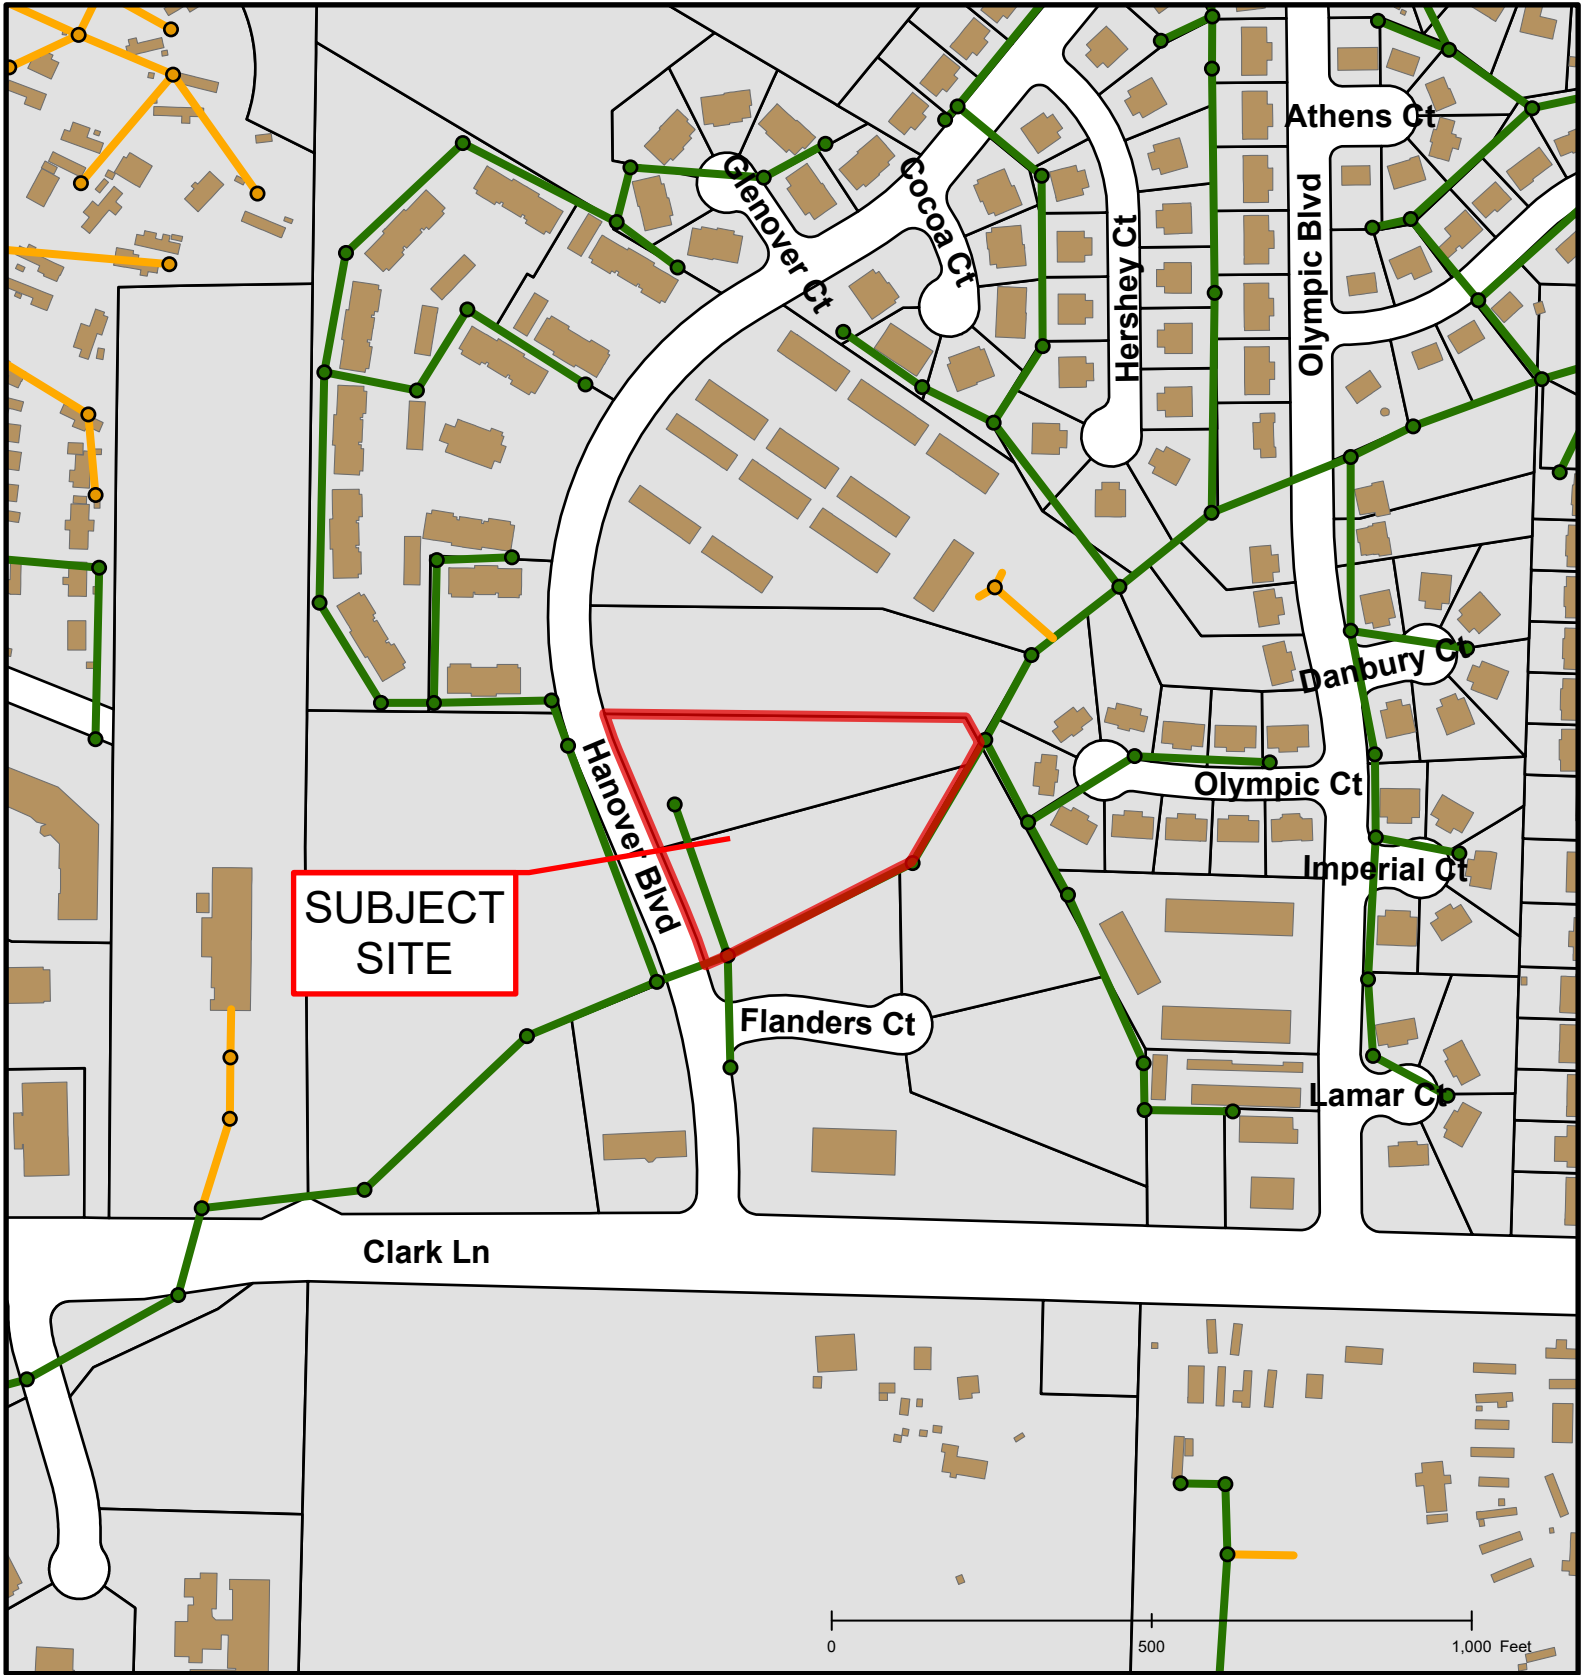 Athens Ct
Glenover Ct
Cocoa Ct
Hershey Ct
Olympic Blvd
Danbury Ct
Hanover Blvd
Olympic Ct
Imperial Ct
SUBJECT
SITE
Flanders Ct
Lamar Ct
Clark Ln
0 500 1,000 Feet